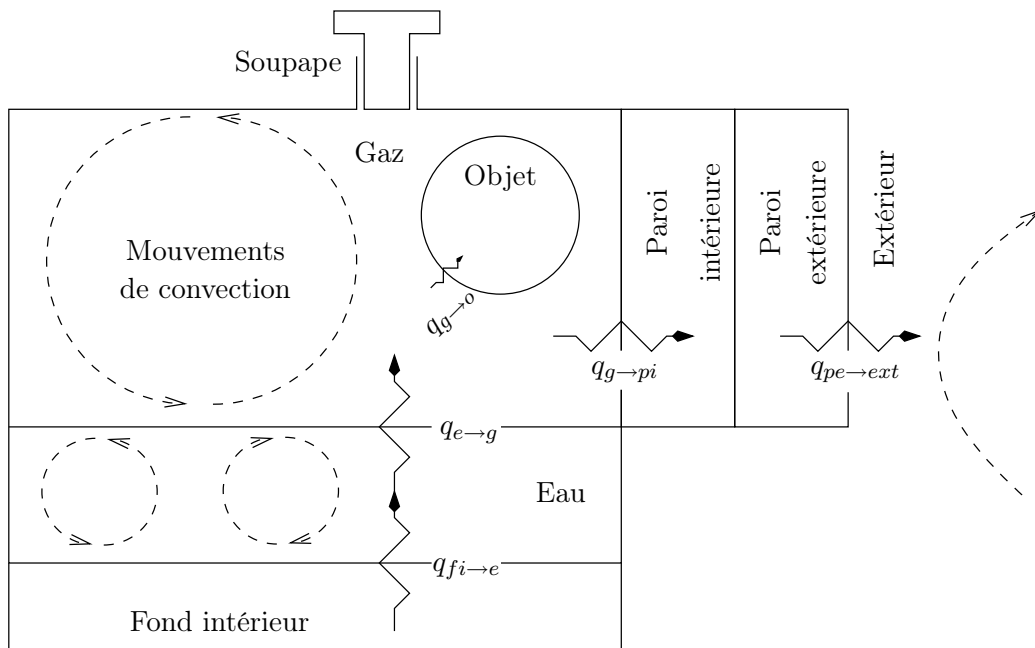 Soupape
Gaz
Objet
Mouvements
de convection
Paroi
intérieure
Paroi
extérieure
Extérieur
q_{g→o}
q_{g→pi}
q_{pe→ext}
q_{e→g}
Eau
q_{fi→e}
Fond intérieur